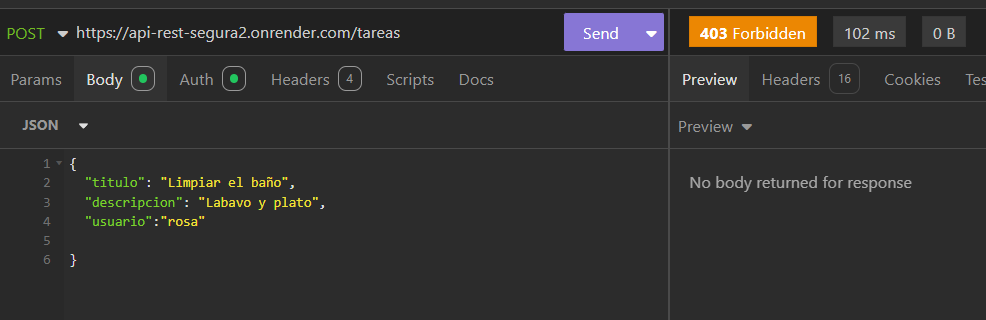 POST https://api-rest-segura2.onrender.com/tareas Send 403 Forbidden 102 ms 0 B
Params Body Auth Headers 4 Scripts Docs Preview Headers 16 Cookies Tes
JSON Preview
1 {
2 "titulo": "Limpiar el baño",
3 "descripcion": "Labavo y plato",
4 "usuario":"rosa"
5
6 }
No body returned for response